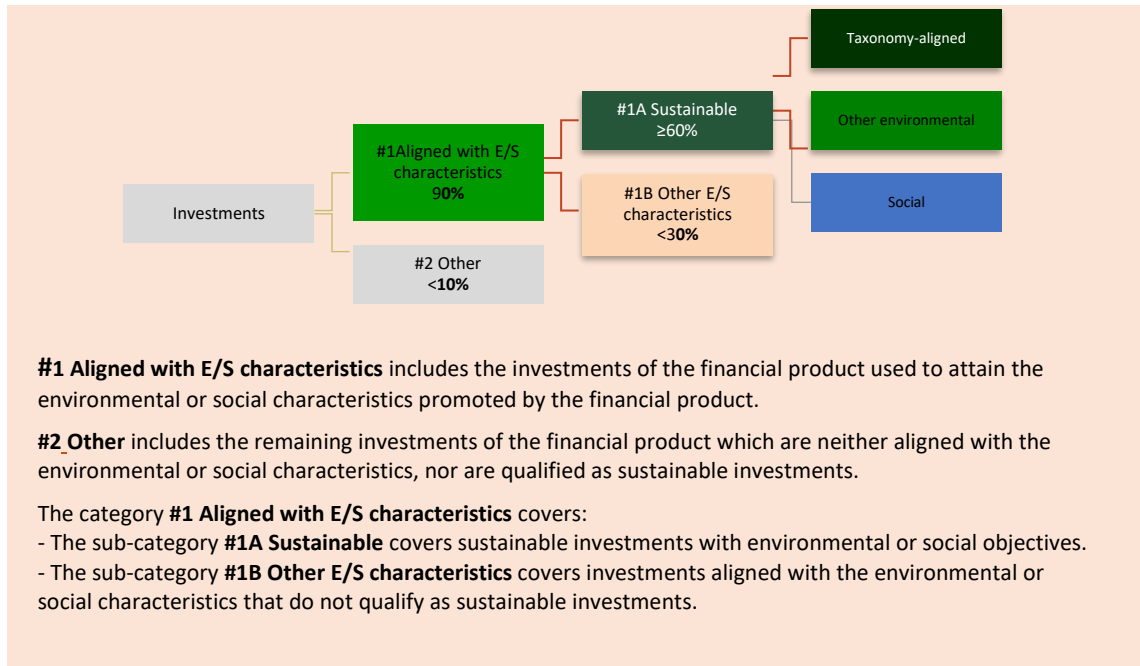 Taxonomy-aligned
#1A Sustainable
≥60%
Other environmental
#1Aligned with E/S
characteristics
90%
#1B Other E/S
characteristics
<30%
Social
Investments
#2 Other
<10%
#1 Aligned with E/S characteristics includes the investments of the financial product used to attain the
environmental or social characteristics promoted by the financial product.
#2 Other includes the remaining investments of the financial product which are neither aligned with the
environmental or social characteristics, nor are qualified as sustainable investments.
The category #1 Aligned with E/S characteristics covers:
- The sub-category #1A Sustainable covers sustainable investments with environmental or social objectives.
- The sub-category #1B Other E/S characteristics covers investments aligned with the environmental or
social characteristics that do not qualify as sustainable investments.